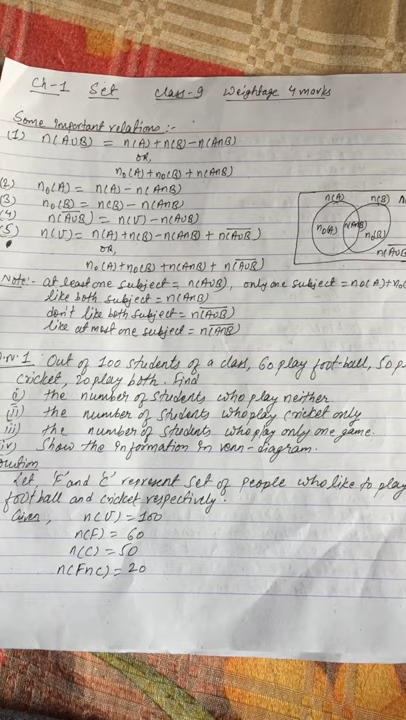 Ch-1 Set Class-9 Weightage 4 marks
Some important relations:-
(1) n(A∪B) = n(A)+n(B)-n(A∩B)
OR,
n₀(A)+n₀(B)+n(A∩B)
(2) n₀(A) = n(A)-n(A∩B)
(3) n₀(B) = n(B)-n(A∩B)
(4) n(A̅∪̅B̅) = n(U)-n(A∪B)
(5) n(U) = n(A)+n(B)-n(A∩B)+n(A̅∪̅B̅)
OR,
n₀(A)+n₀(B)+n(A∩B)+n(A̅∪̅B̅)
n(A) n(B)
n₀(A) n(A∩B) n₀(B)
n(A̅∪̅B̅)
Note:- at least one subject = n(A∪B), only one subject = n₀(A)+n₀
like both subject = n(A∩B)
don't like both subject = n(A̅∪̅B̅)
like at most one subject = n(A̅∩̅B̅)
1: Out of 100 students of a class, 60 play foot-ball, 50 p
cricket, 20 play both. Find
i) the number of students who play neither
(ii) the number of students who play cricket only
iii) the number of students who play only one game.
iv) Show the information in venn-diagram.
olution
Let 'F' and 'C' represent set of people who like to play
football and cricket respectively.
Given, n(U) = 100
n(F) = 60
n(C) = 50
n(F∩C) = 20